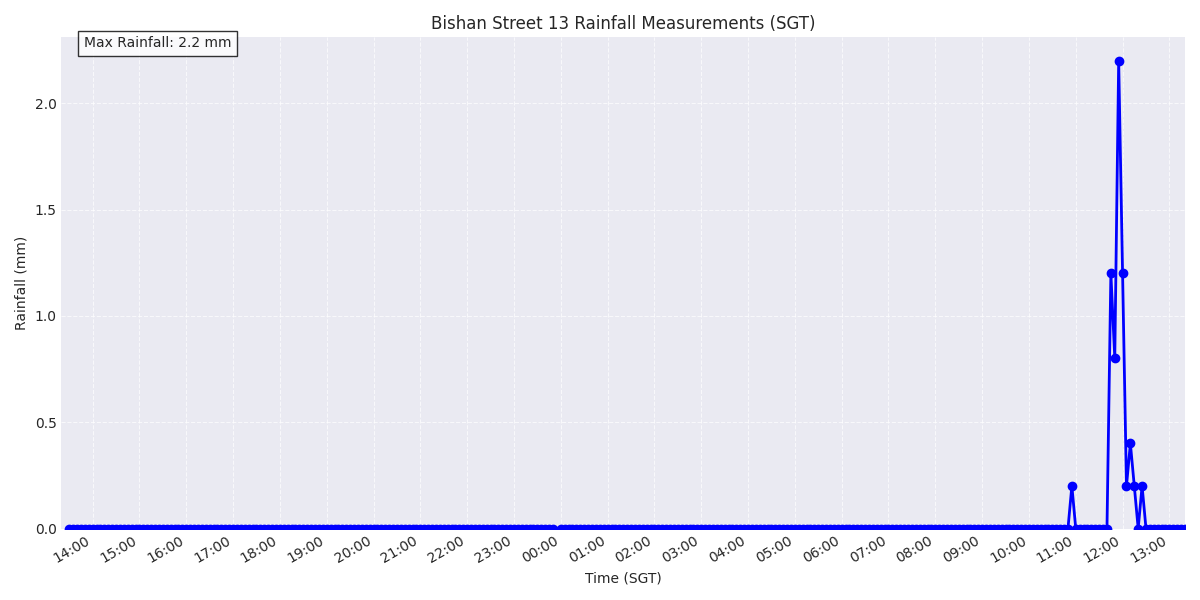 Bishan Street 13 Rainfall Measurements (SGT)
Max Rainfall: 2.2 mm
Rainfall (mm)
2.0
1.5
1.0
0.5
0.0
14:00 15:00 16:00 17:00 18:00 19:00 20:00 21:00 22:00 23:00 00:00 01:00 02:00 03:00 04:00 05:00 06:00 07:00 08:00 09:00 10:00 11:00 12:00 13:00
Time (SGT)